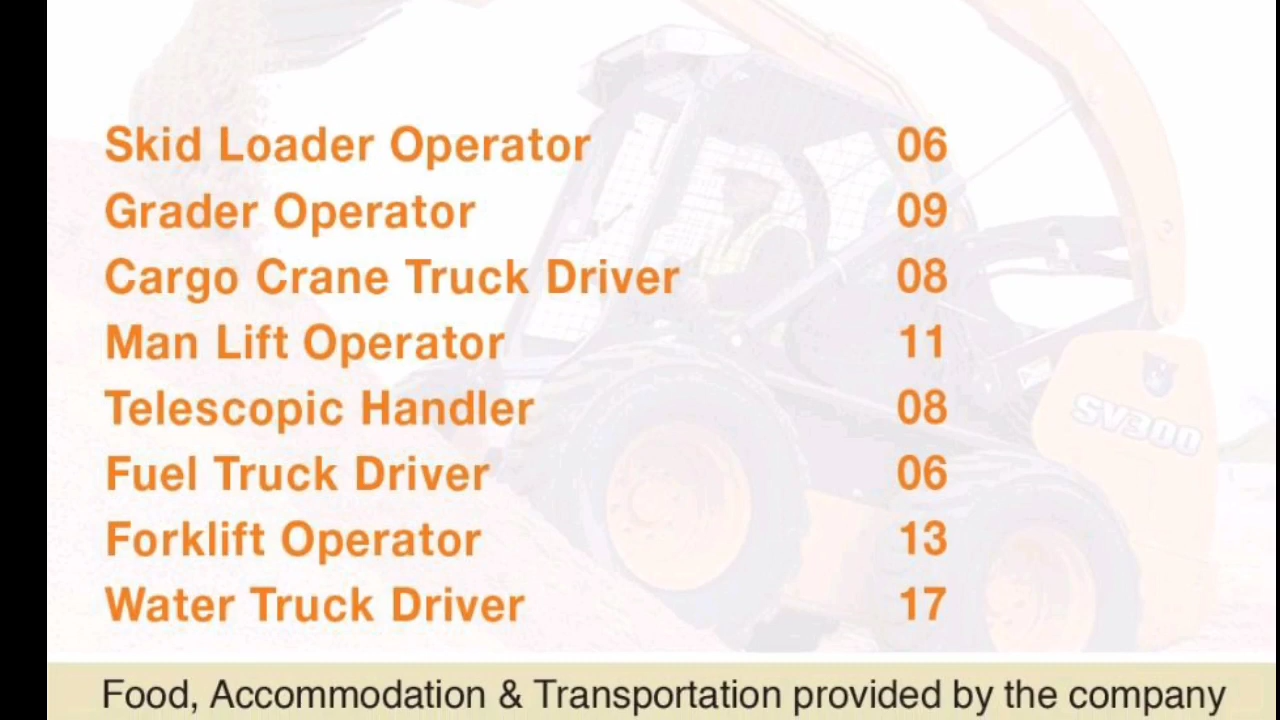 Skid Loader Operator 06
Grader Operator 09
Cargo Crane Truck Driver 08
Man Lift Operator 11
Telescopic Handler 08
SV300
Fuel Truck Driver 06
Forklift Operator 13
Water Truck Driver 17
Food, Accommodation & Transportation provided by the company